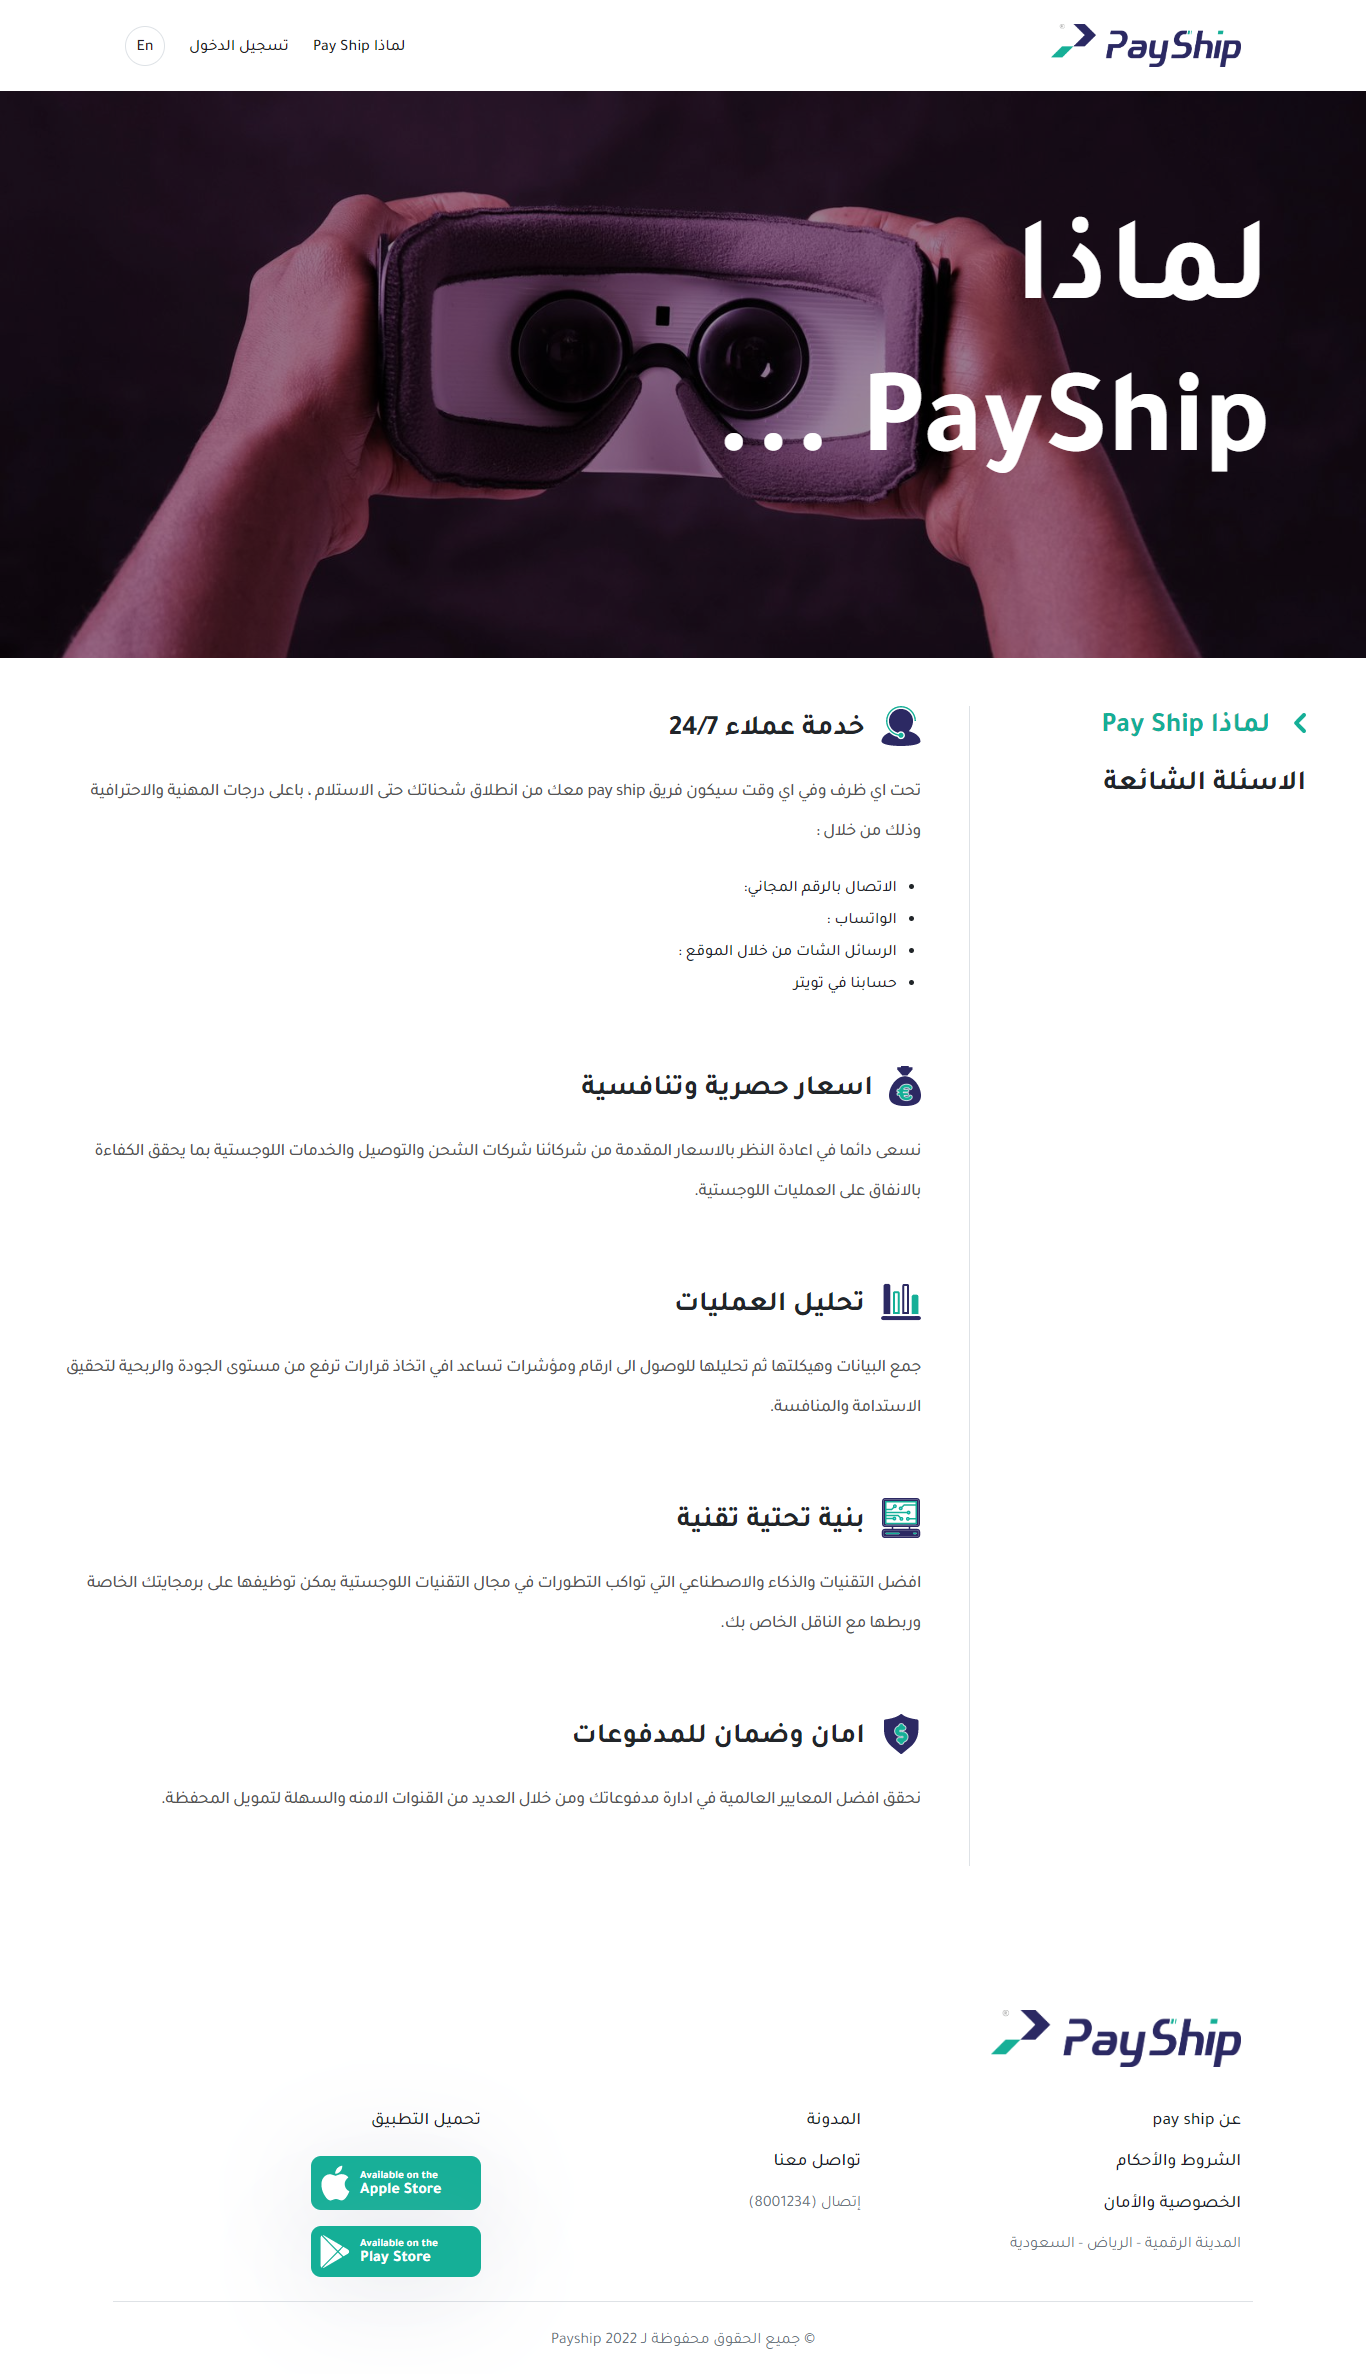 PayShip
لماذا Pay Ship
تسجيل الدخول
En
لماذا
PayShip ...
لماذا Pay Ship
الاسئلة الشائعة
خدمة عملاء 24/7
تحت اي ظرف وفي اي وقت سيكون فريق pay ship معك من انطلاق شحناتك حتى الاستلام ، باعلى درجات المهنية والاحترافية
وذلك من خلال :
الاتصال بالرقم المجاني:
الواتساب :
الرسائل الشات من خلال الموقع :
حسابنا في تويتر
اسعار حصرية وتنافسية
نسعى دائما في اعادة النظر بالاسعار المقدمة من شركائنا شركات الشحن والتوصيل والخدمات اللوجستية بما يحقق الكفاءة
بالانفاق على العمليات اللوجستية.
تحليل العمليات
جمع البيانات وهيكلتها ثم تحليلها للوصول الى ارقام ومؤشرات تساعد افي اتخاذ قرارات ترفع من مستوى الجودة والربحية لتحقيق
الاستدامة والمنافسة.
بنية تحتية تقنية
افضل التقنيات والذكاء والاصطناعي التي تواكب التطورات في مجال التقنيات اللوجستية يمكن توظيفها على برمجايتك الخاصة
وربطها مع الناقل الخاص بك.
امان وضمان للمدفوعات
نحقق افضل المعايير العالمية في ادارة مدفوعاتك ومن خلال العديد من القنوات الامنه والسهلة لتمويل المحفظة.
PayShip
عن pay ship
الشروط والأحكام
الخصوصية والأمان
المدينة الرقمية - الرياض - السعودية
المدونة
تواصل معنا
إتصال (8001234)
تحميل التطبيق
Available on the
Apple Store
Available on the
Play Store
© جميع الحقوق محفوظة لـ Payship 2022